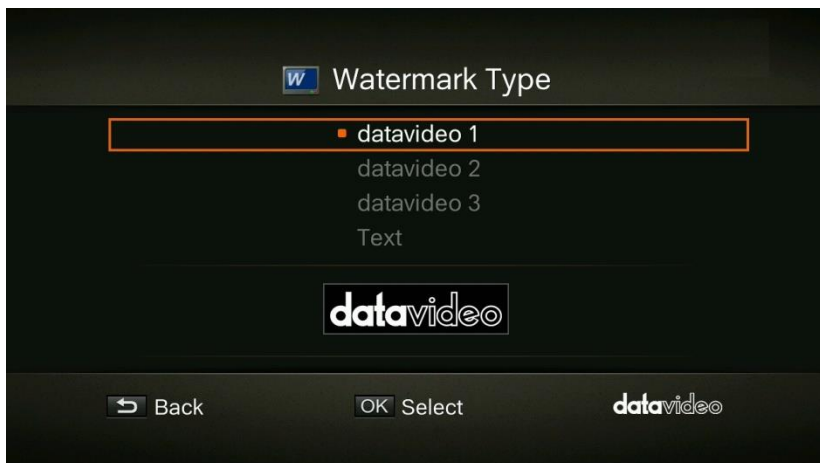 W Watermark Type
datavideo 1
datavideo 2
datavideo 3
Text
datavideo
Back OK Select datavideo